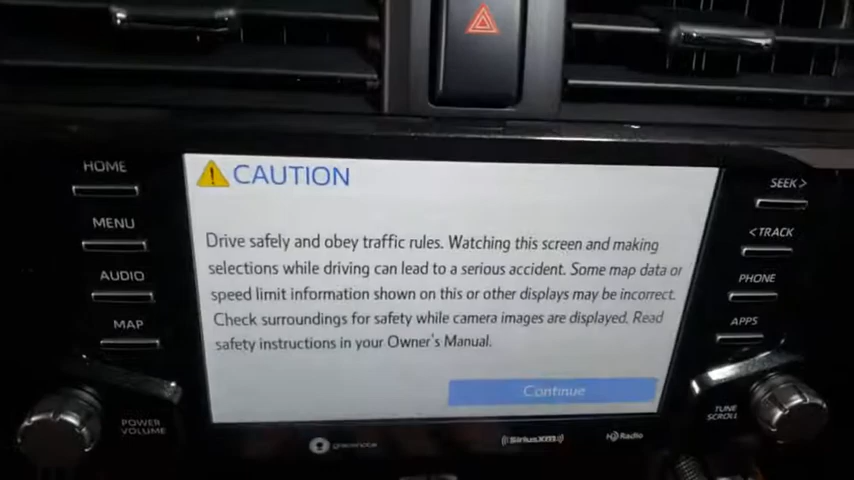 CAUTION
Drive safely and obey traffic rules. Watching this screen and making
selections while driving can lead to a serious accident. Some map data or
speed limit information shown on this or other displays may be incorrect.
Check surroundings for safety while camera images are displayed. Read
safety instructions in your Owner's Manual.
Continue
HOME
MENU
AUDIO
MAP
POWER
VOLUME
SEEK >
< TRACK
PHONE
APPS
TUNE
SCROLL
gracenote
((SiriusXM))
HD Radio